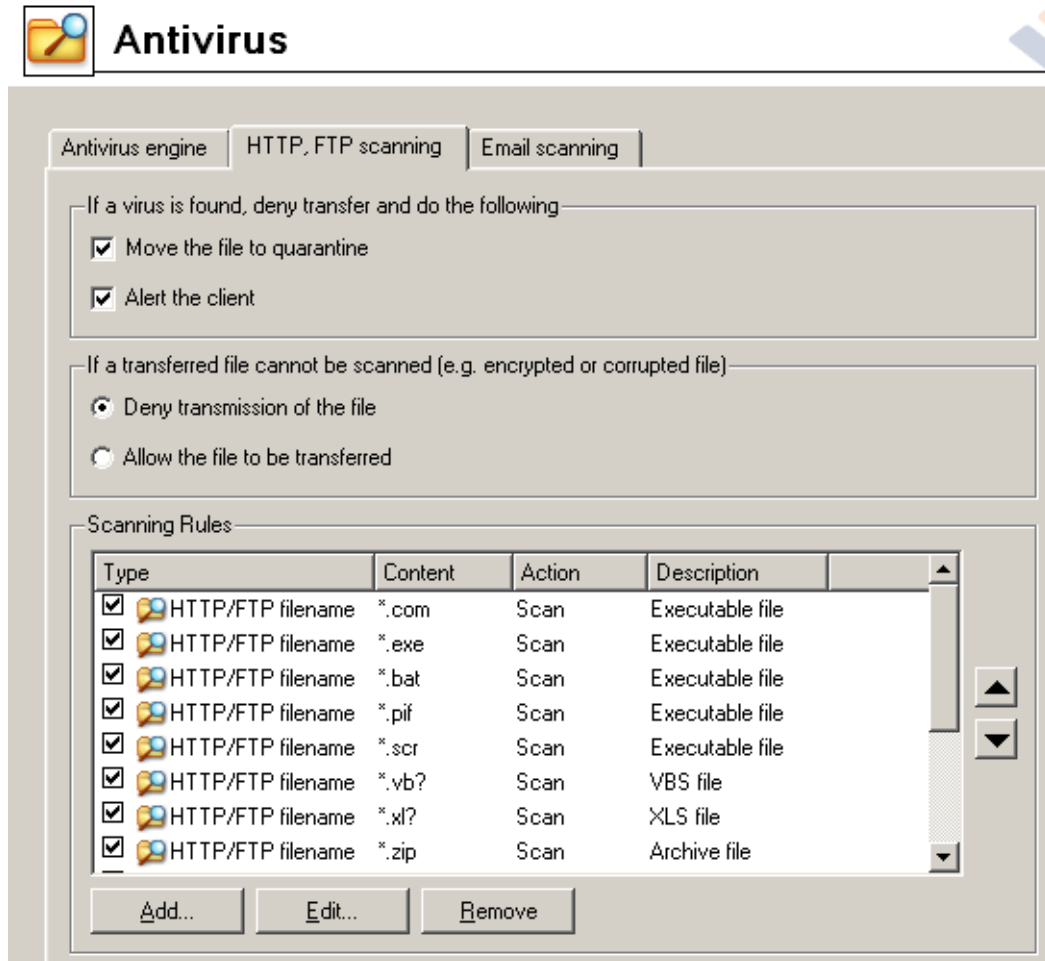 Antivirus
Antivirus engine HTTP, FTP scanning Email scanning
If a virus is found, deny transfer and do the following
Move the file to quarantine
Alert the client
If a transferred file cannot be scanned (e.g. encrypted or corrupted file)
Deny transmission of the file
Allow the file to be transferred
Scanning Rules
Type Content Action Description
HTTP/FTP filename *.com Scan Executable file
HTTP/FTP filename *.exe Scan Executable file
HTTP/FTP filename *.bat Scan Executable file
HTTP/FTP filename *.pif Scan Executable file
HTTP/FTP filename *.scr Scan Executable file
HTTP/FTP filename *.vb? Scan VBS file
HTTP/FTP filename *.xl? Scan XLS file
HTTP/FTP filename *.zip Scan Archive file
Add... Edit... Remove